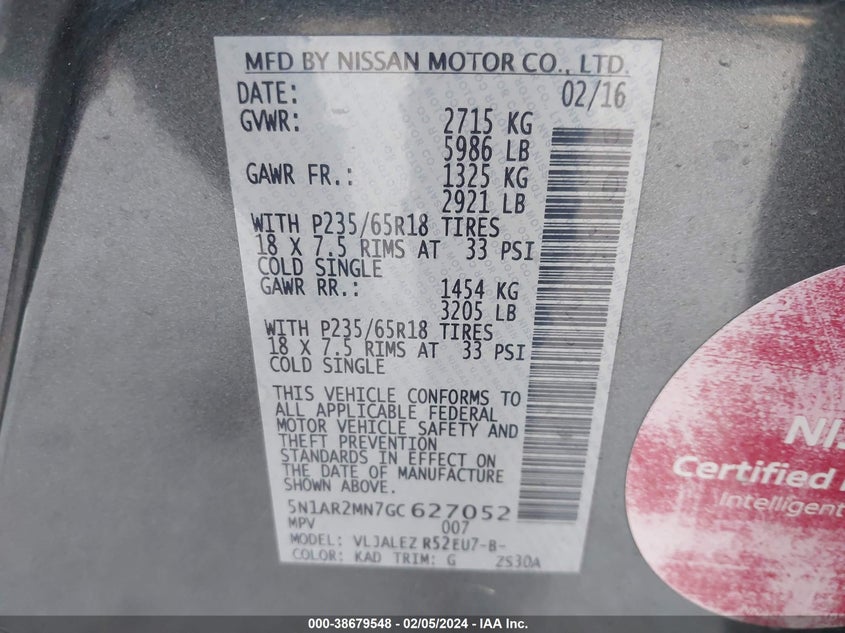 MFD BY NISSAN MOTOR CO., LTD.
DATE: 02/16
GVWR: 2715 KG
5986 LB
GAWR FR.: 1325 KG
2921 LB
WITH P235/65R18 TIRES
18 X 7.5 RIMS AT 33 PSI
COLD SINGLE
GAWR RR.: 1454 KG
3205 LB
WITH P235/65R18 TIRES
18 X 7.5 RIMS AT 33 PSI
COLD SINGLE
THIS VEHICLE CONFORMS TO
ALL APPLICABLE FEDERAL
MOTOR VEHICLE SAFETY AND
THEFT PREVENTION
STANDARDS IN EFFECT ON
THE DATE OF MANUFACTURE
SHOWN ABOVE.
5N1AR2MN7GC627052
MPV 007
MODEL: VLJALEZ R52EU7-B-
COLOR: KAD TRIM: G 2S30A
Certified
Intelligent
000-38679548 - 02/05/2024 - IAA Inc.